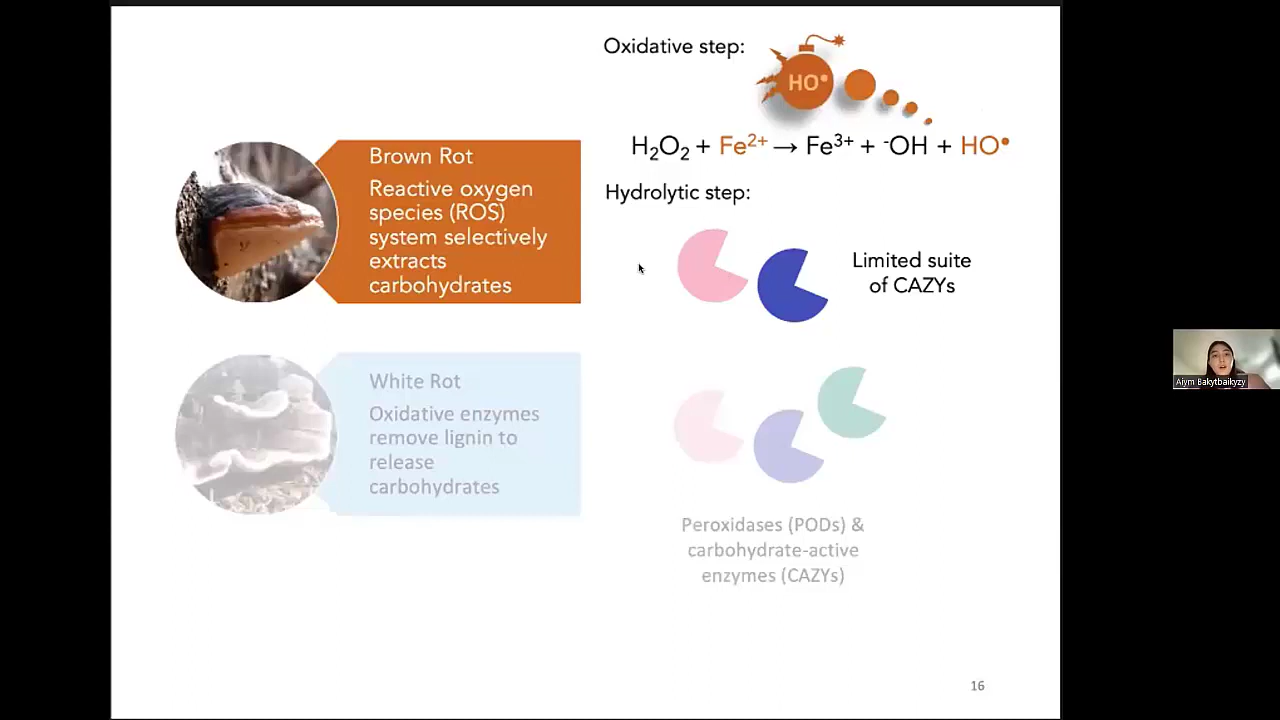 Oxidative step:
HO•
H₂O₂ + Fe²⁺ → Fe³⁺ + ⁻OH + HO•
Brown Rot
Reactive oxygen
species (ROS)
system selectively
extracts
carbohydrates
Hydrolytic step:
Limited suite
of CAZYs
White Rot
Oxidative enzymes
remove lignin to
release
carbohydrates
Peroxidases (PODs) &
carbohydrate-active
enzymes (CAZYs)
16
Aiym Bakytbaikyzy